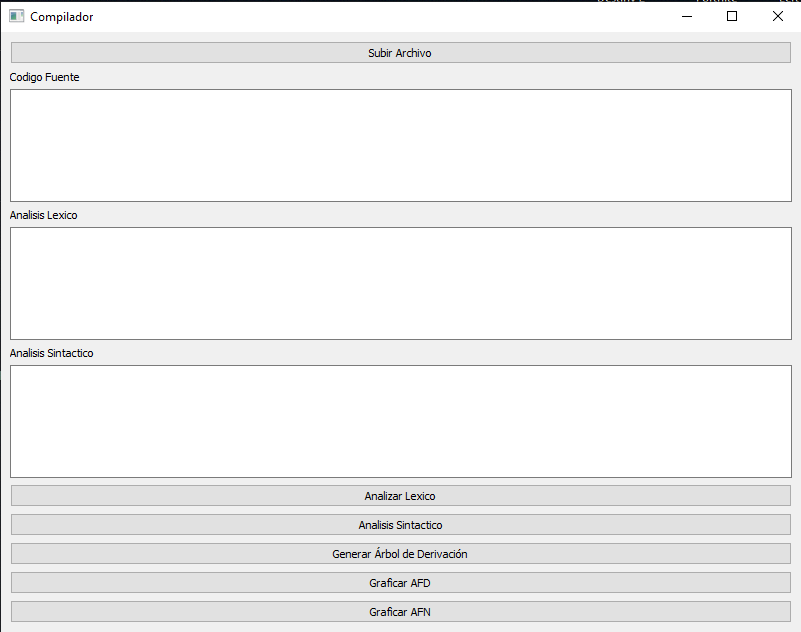 Compilador
Subir Archivo
Codigo Fuente
Analisis Lexico
Analisis Sintactico
Analizar Lexico
Analisis Sintactico
Generar Árbol de Derivación
Graficar AFD
Graficar AFN